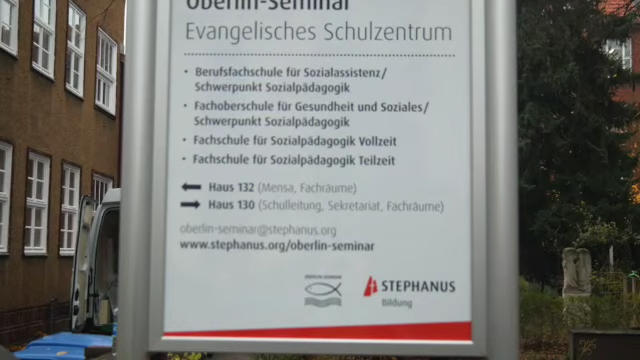 Oberlin-Seminar
Evangelisches Schulzentrum
• Berufsfachschule für Sozialassistenz/
Schwerpunkt Sozialpädagogik
• Fachoberschule für Gesundheit und Soziales/
Schwerpunkt Sozialpädagogik
• Fachschule für Sozialpädagogik Vollzeit
• Fachschule für Sozialpädagogik Teilzeit
← Haus 132 (Mensa, Fachräume)
→ Haus 130 (Schulleitung, Sekretariat, Fachräume)
oberlin-seminar@stephanus.org
www.stephanus.org/oberlin-seminar
OBERLIN-SEMINAR
STEPHANUS
Bildung